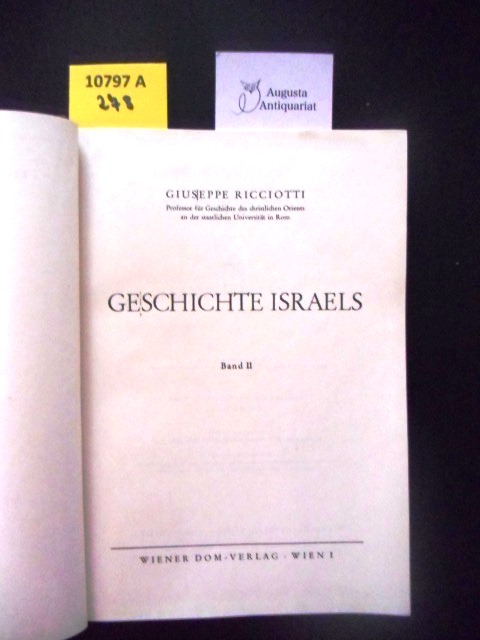 10797 A
278
Augusta
Antiquariat
GIUSEPPE RICCIOTTI
Professor für Geschichte des christlichen Orients
an der staatlichen Universität in Rom
GESCHICHTE ISRAELS
Band II
WIENER DOM-VERLAG · WIEN I